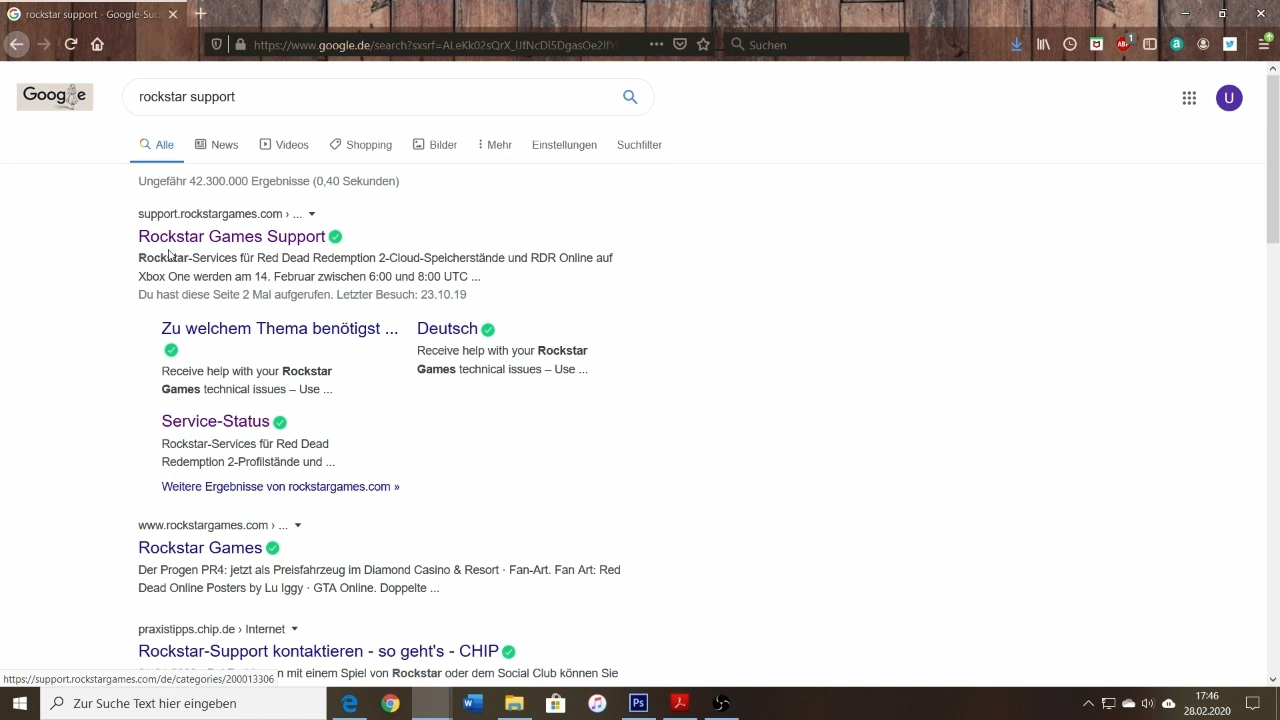 rockstar support - Google-Suc
https://www.google.de/search?sxsrf=ALeKk02sQrX_lJfNcDI5DgasOe2IfYI
Suchen
ABP
1
Google
rockstar support
U
Alle
News
Videos
Shopping
Bilder
Mehr
Einstellungen
Suchfilter
Ungefähr 42.300.000 Ergebnisse (0,40 Sekunden)
support.rockstargames.com › ...
Rockstar Games Support
Rockstar-Services für Red Dead Redemption 2-Cloud-Speicherstände und RDR Online auf
Xbox One werden am 14. Februar zwischen 6:00 und 8:00 UTC ...
Du hast diese Seite 2 Mal aufgerufen. Letzter Besuch: 23.10.19
Zu welchem Thema benötigst ...
Receive help with your Rockstar
Games technical issues – Use ...
Deutsch
Receive help with your Rockstar
Games technical issues – Use ...
Service-Status
Rockstar-Services für Red Dead
Redemption 2-Profilstände und ...
Weitere Ergebnisse von rockstargames.com »
www.rockstargames.com › ...
Rockstar Games
Der Progen PR4: jetzt als Preisfahrzeug im Diamond Casino & Resort · Fan-Art. Fan Art: Red
Dead Online Posters by Lu Iggy · GTA Online. Doppelte ...
praxistipps.chip.de › Internet
Rockstar-Support kontaktieren - so geht's - CHIP
n mit einem Spiel von Rockstar oder dem Social Club können Sie
https://support.rockstargames.com/de/categories/200013306
Zur Suche Text hier eingeben
W
Ps
17:46
28.02.2020